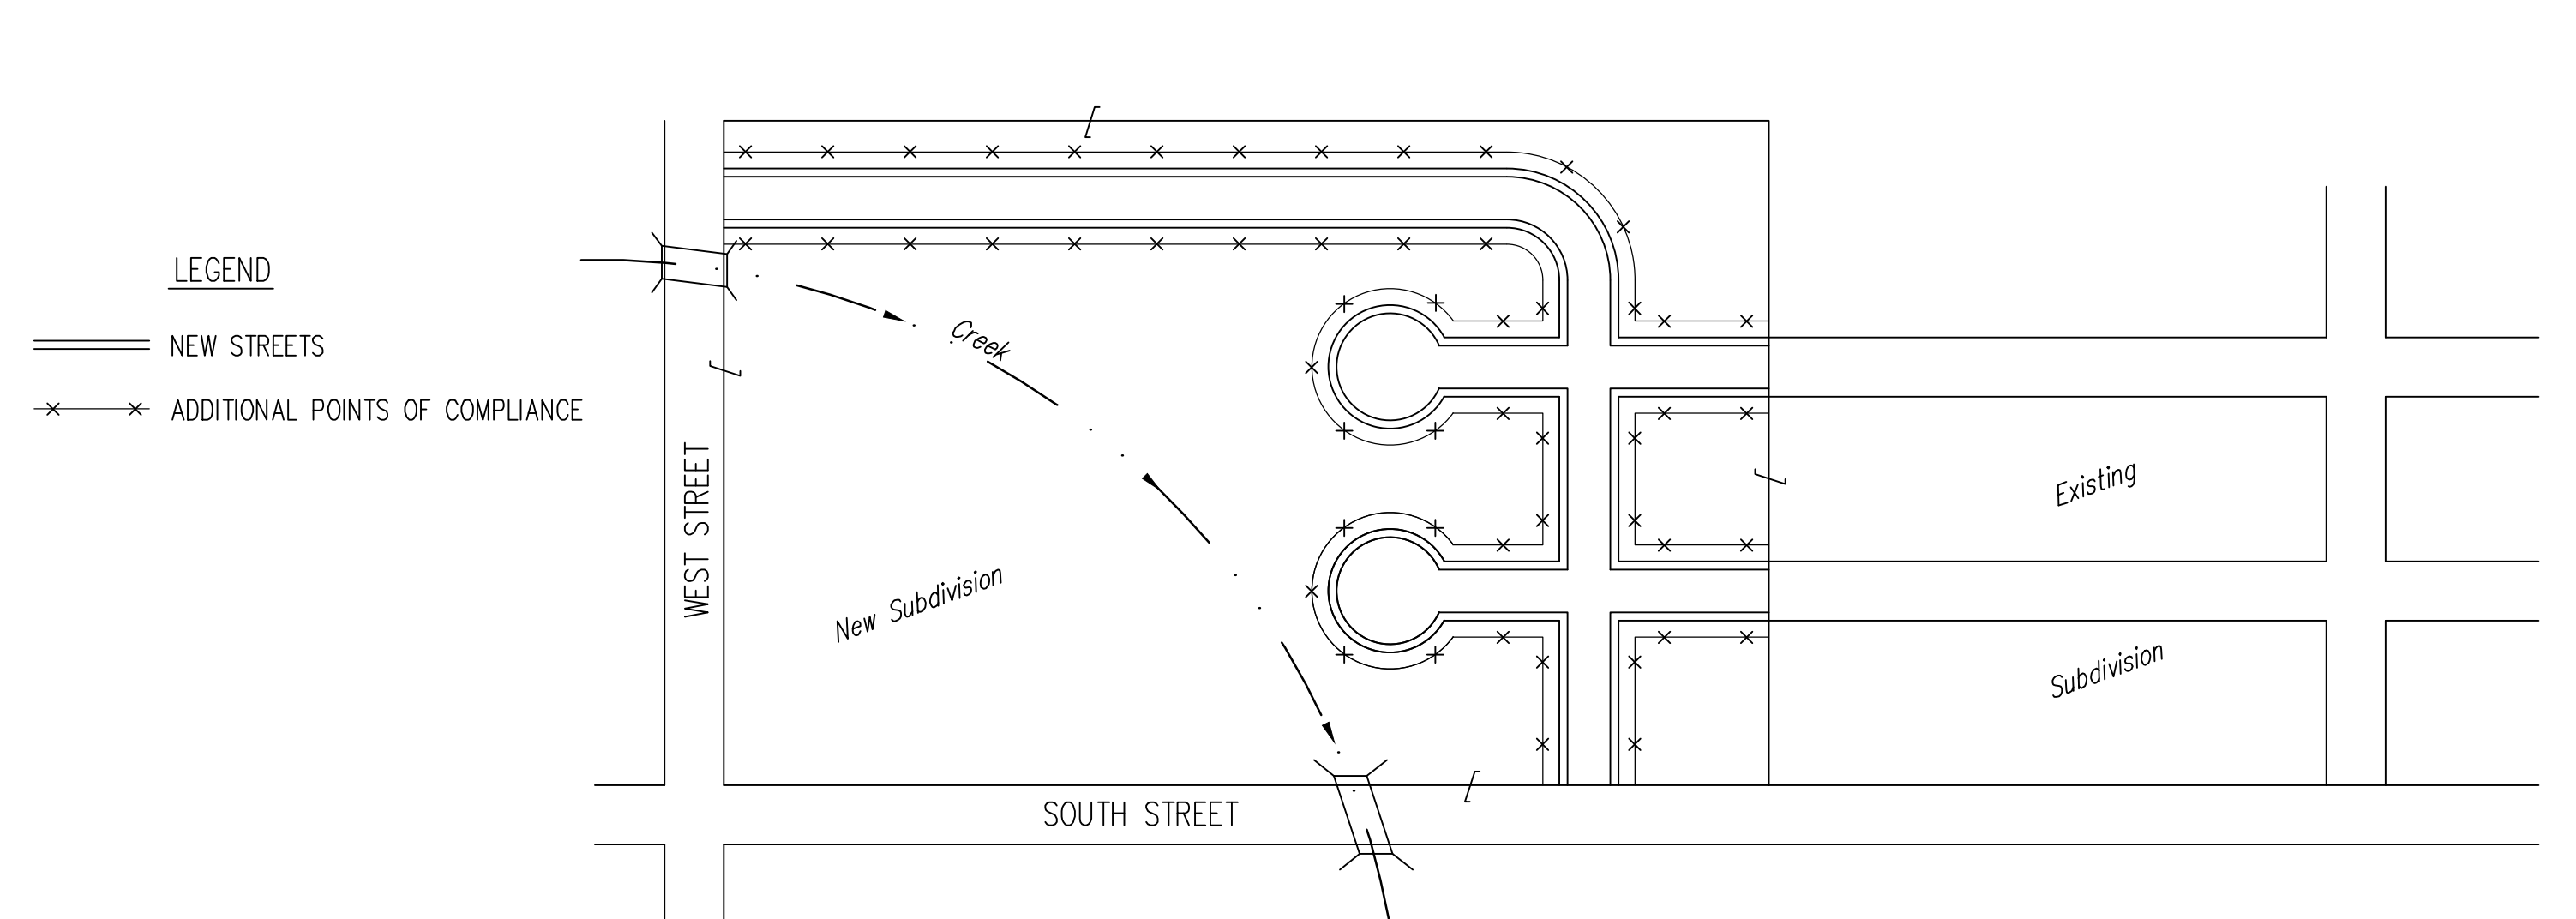 LEGEND
NEW STREETS
ADDITIONAL POINTS OF COMPLIANCE
WEST STREET
Creek
New Subdivision
SOUTH STREET
Existing
Subdivision